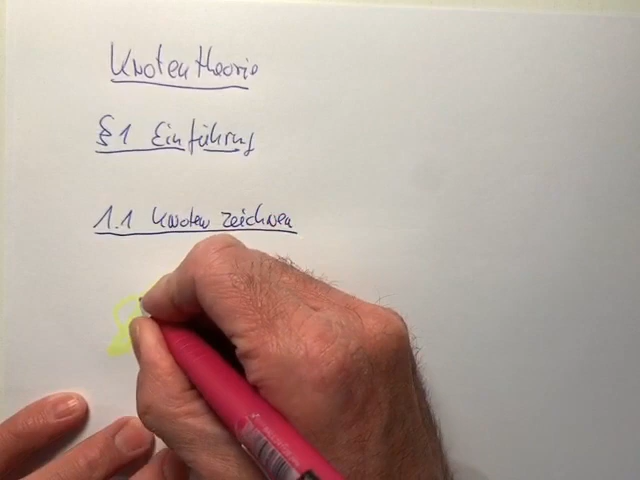 Knotentheorie
§1 Einführung
1.1 Knoten zeichnen